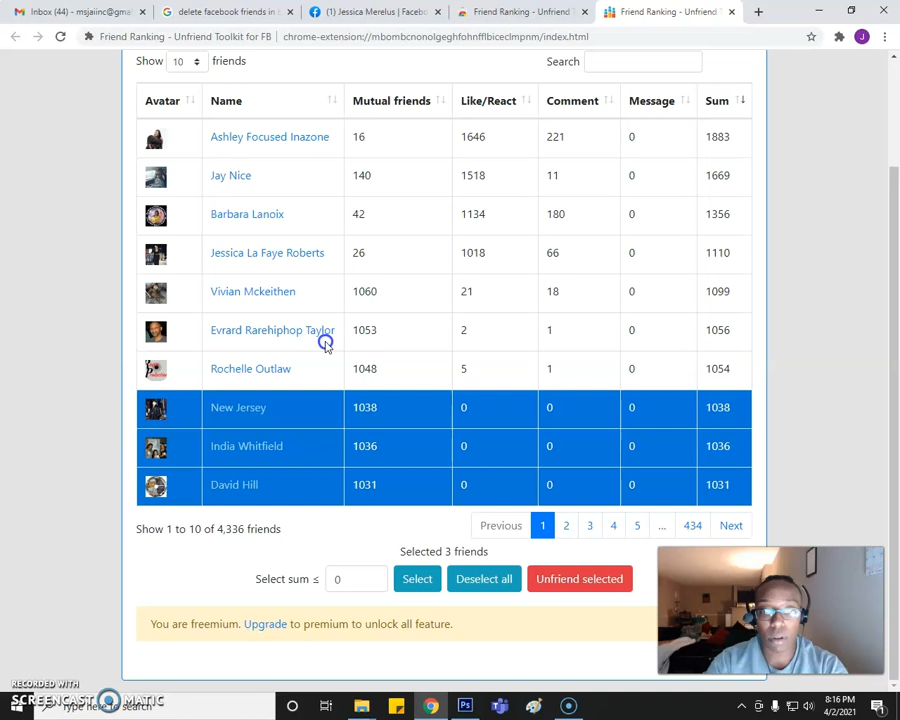 Inbox (44) - msjaiinc@gmai
delete facebook friends in E
(1) Jessica Merelus | Facebo
Friend Ranking - Unfriend T
Friend Ranking - Unfriend T
Friend Ranking - Unfriend Toolkit for FB
chrome-extension://mbombcnonolgeghfohnfflbiceclmpnm/index.html
J
Show 10 friends
Search
Avatar Name Mutual friends Like/React Comment Message Sum
Ashley Focused Inazone 16 1646 221 0 1883
Jay Nice 140 1518 11 0 1669
Barbara Lanoix 42 1134 180 0 1356
Jessica La Faye Roberts 26 1018 66 0 1110
Vivian Mckeithen 1060 21 18 0 1099
Evrard Rarehiphop Taylor 1053 2 1 0 1056
Rochelle Outlaw 1048 5 1 0 1054
New Jersey 1038 0 0 0 1038
India Whitfield 1036 0 0 0 1036
David Hill 1031 0 0 0 1031
Show 1 to 10 of 4,336 friends
Previous 1 2 3 4 5 ... 434 Next
Selected 3 friends
Select sum ≤ 0 Select Deselect all Unfriend selected
You are freemium. Upgrade to premium to unlock all feature.
RECORDED WITH
SCREENCAST MATIC
Type here to search
8:16 PM
4/2/2021
1